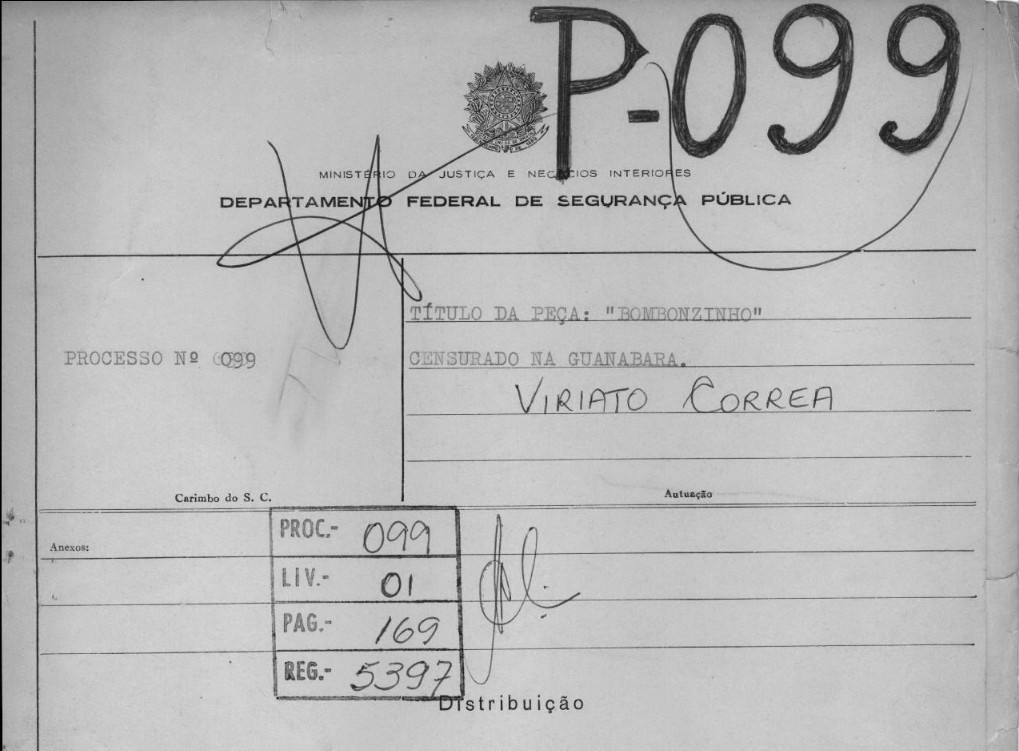 P-099
MINISTÉRIO DA JUSTIÇA E NEGÓCIOS INTERIORES
DEPARTAMENTO FEDERAL DE SEGURANÇA PÚBLICA
PROCESSO Nº 099
TÍTULO DA PEÇA: "BOMBONZINHO"
CENSURADO NA GUANABARA.
VIRIATO CORREA
Carimbo do S. C.
Autuação
Anexos:
PROC.- 099
LIV.- 01
PAG.- 169
REG.- 5397
Distribuição